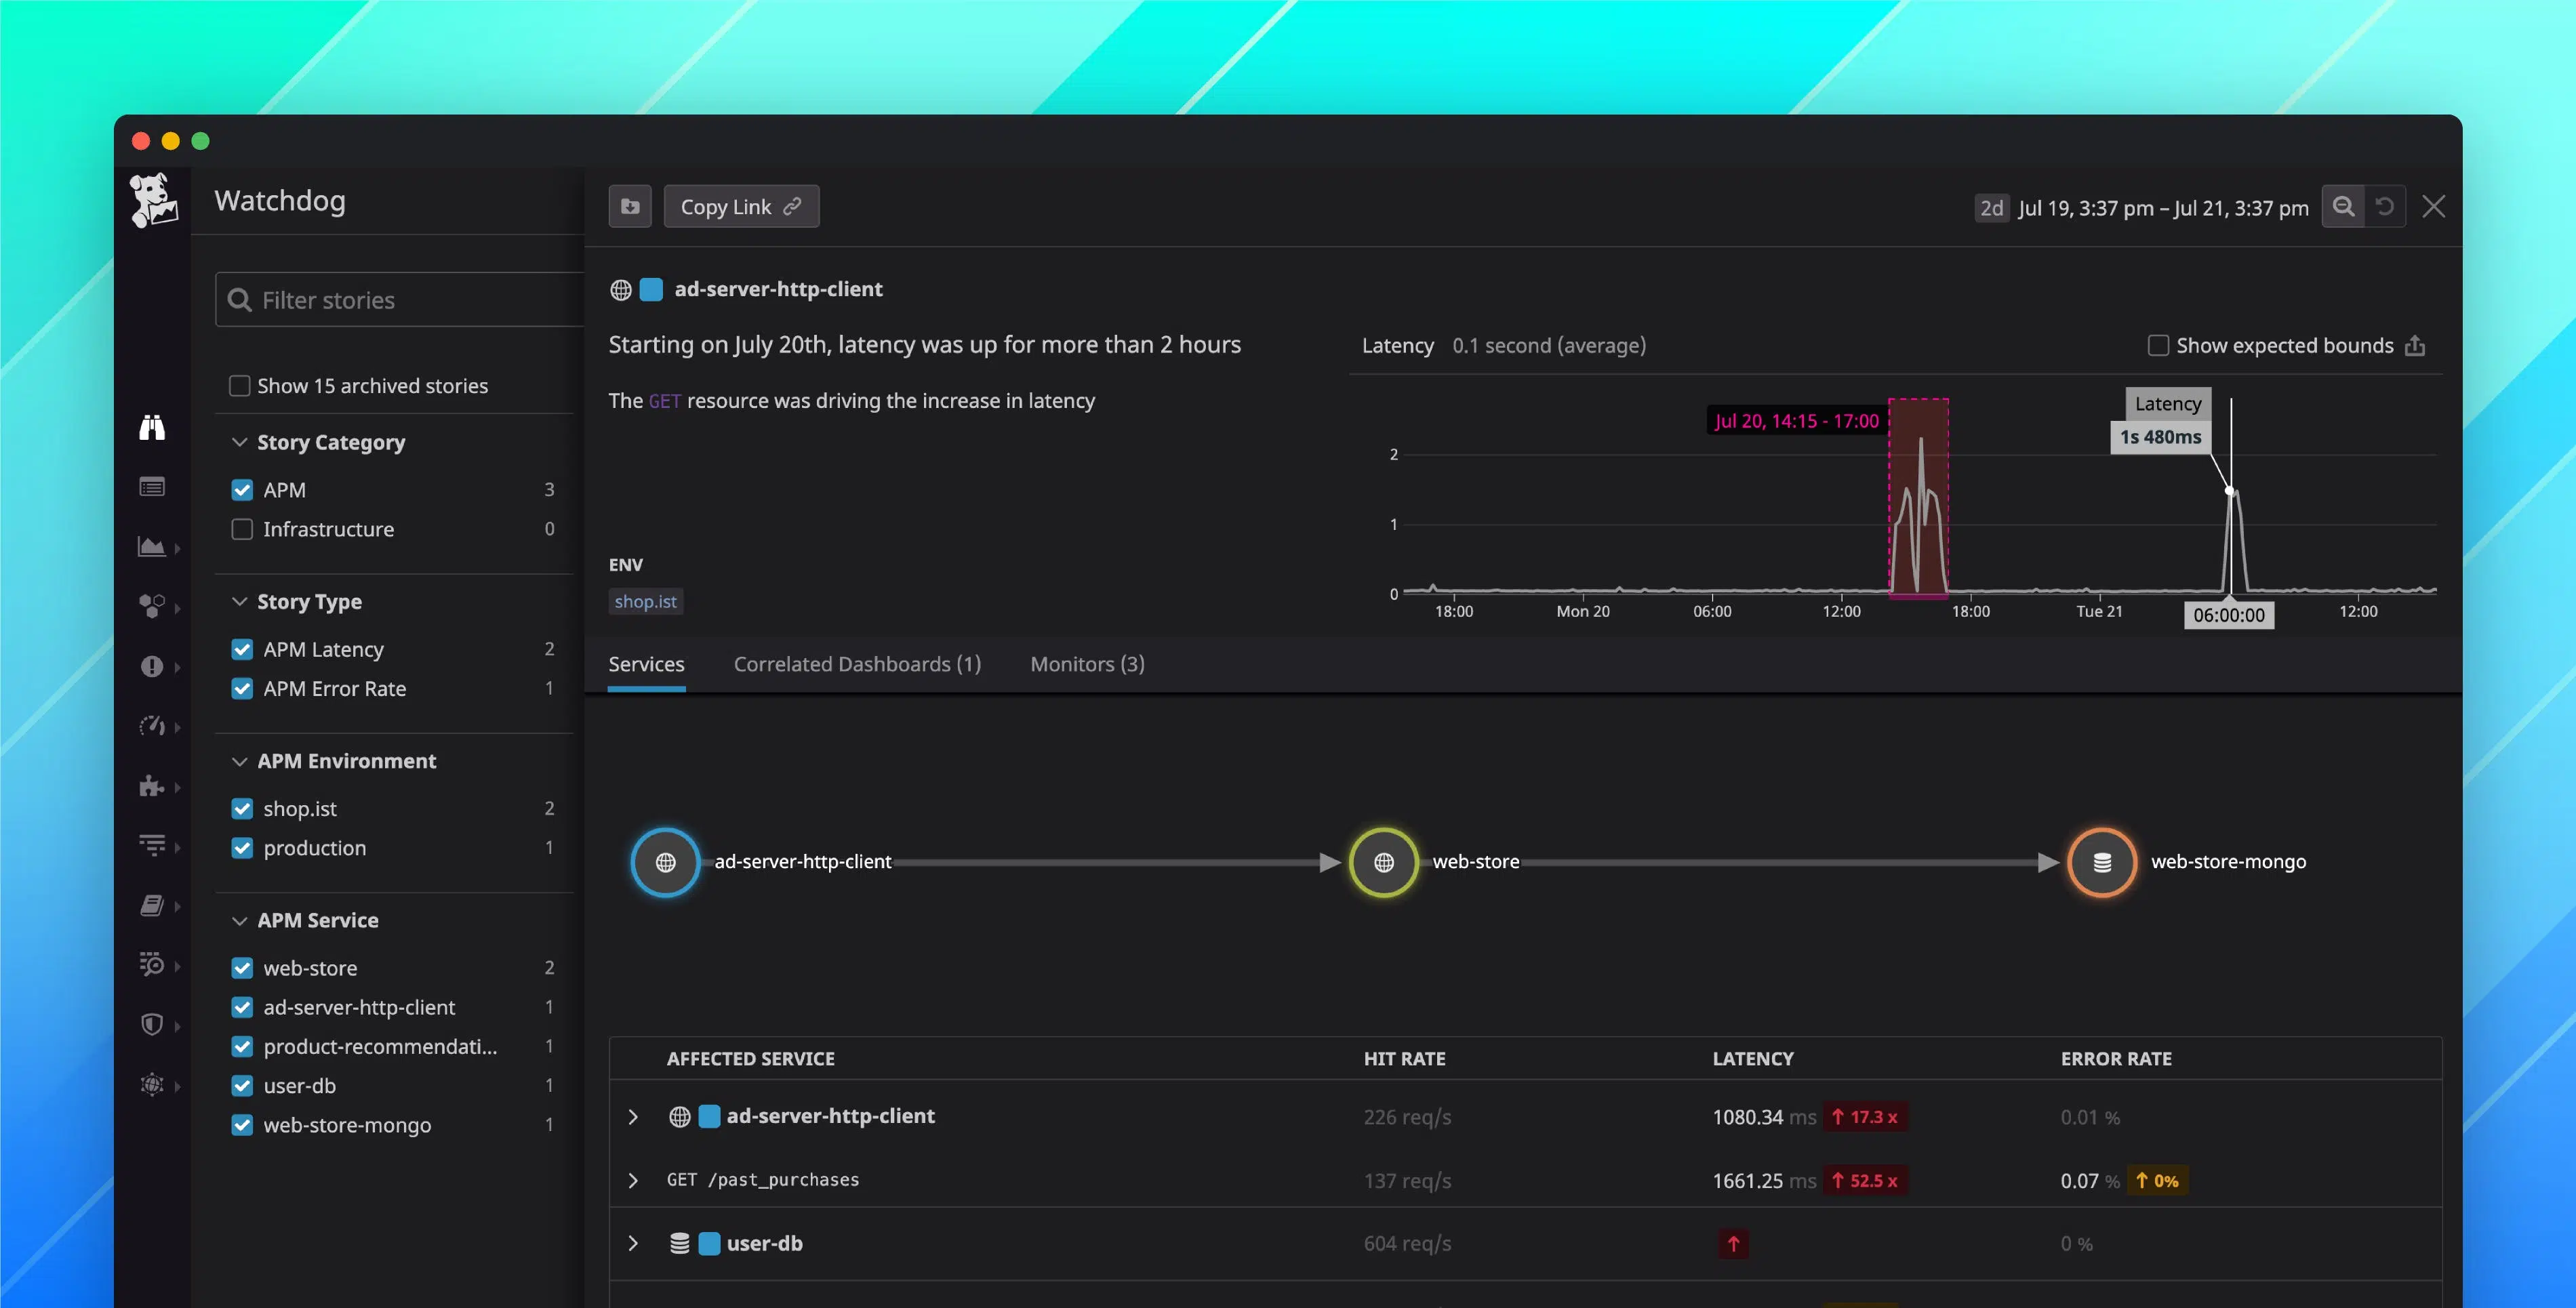 Watchdog
Filter stories
Show 15 archived stories
Story Category
APM 3
Infrastructure 0
Story Type
APM Latency 2
APM Error Rate 1
APM Environment
shop.ist 2
production 1
APM Service
web-store 2
ad-server-http-client 1
product-recommendati... 1
user-db 1
web-store-mongo 1
Copy Link
2d Jul 19, 3:37 pm – Jul 21, 3:37 pm
ad-server-http-client
Starting on July 20th, latency was up for more than 2 hours
The GET resource was driving the increase in latency
ENV
shop.ist
Latency 0.1 second (average)
Show expected bounds
Jul 20, 14:15 - 17:00
Latency
1s 480ms
2
1
0
18:00 Mon 20 06:00 12:00 18:00 Tue 21 06:00:00 12:00
Services Correlated Dashboards (1) Monitors (3)
ad-server-http-client web-store web-store-mongo
AFFECTED SERVICE HIT RATE LATENCY ERROR RATE
ad-server-http-client 226 req/s 1080.34 ms ↑ 17.3 x 0.01 %
GET /past_purchases 137 req/s 1661.25 ms ↑ 52.5 x 0.07 % ↑ 0%
user-db 604 req/s ↑ 0 %